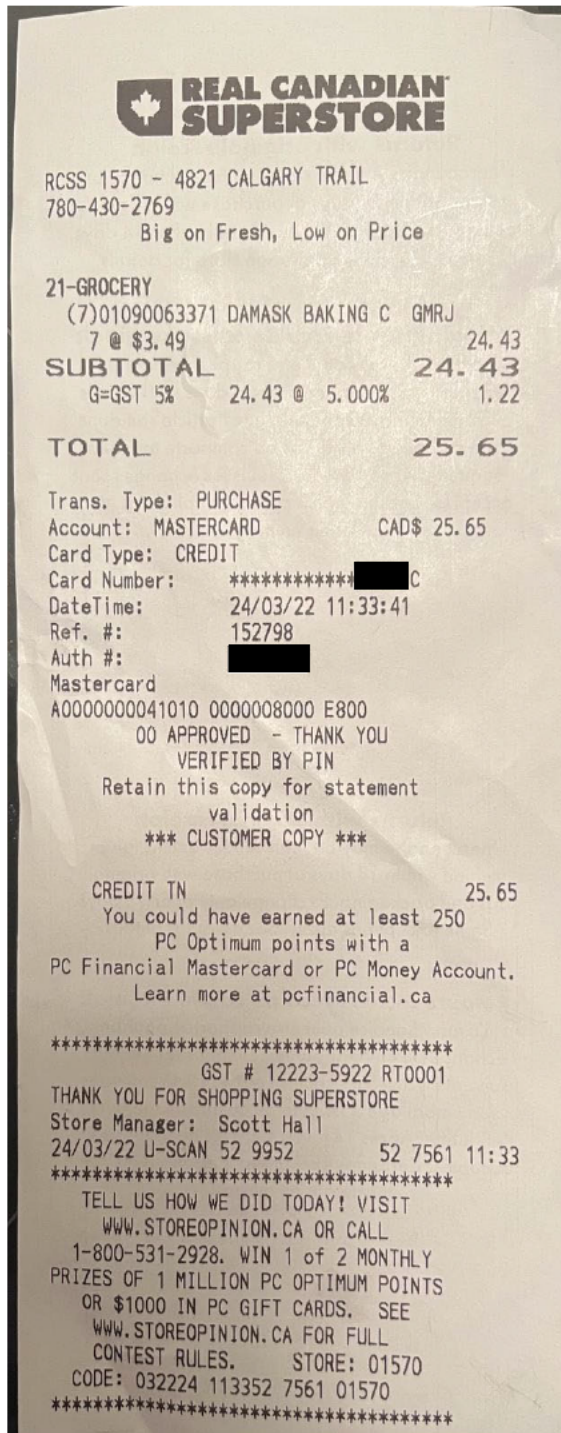 REAL CANADIAN
SUPERSTORE
RCSS 1570 - 4821 CALGARY TRAIL
780-430-2769
Big on Fresh, Low on Price
21-GROCERY
(7)01090063371 DAMASK BAKING C GMRJ
7 @ $3.49 24.43
SUBTOTAL 24.43
G=GST 5% 24.43 @ 5.000% 1.22
TOTAL 25.65
Trans. Type: PURCHASE
Account: MASTERCARD CAD$ 25.65
Card Type: CREDIT
Card Number: ************ C
DateTime: 24/03/22 11:33:41
Ref. #: 152798
Auth #:
Mastercard
A0000000041010 0000008000 E800
00 APPROVED - THANK YOU
VERIFIED BY PIN
Retain this copy for statement
validation
*** CUSTOMER COPY ***
CREDIT TN 25.65
You could have earned at least 250
PC Optimum points with a
PC Financial Mastercard or PC Money Account.
Learn more at pcfinancial.ca
****************************************
GST # 12223-5922 RT0001
THANK YOU FOR SHOPPING SUPERSTORE
Store Manager: Scott Hall
24/03/22 U-SCAN 52 9952 52 7561 11:33
****************************************
TELL US HOW WE DID TODAY! VISIT
WWW.STOREOPINION.CA OR CALL
1-800-531-2928. WIN 1 of 2 MONTHLY
PRIZES OF 1 MILLION PC OPTIMUM POINTS
OR $1000 IN PC GIFT CARDS. SEE
WWW.STOREOPINION.CA FOR FULL
CONTEST RULES. STORE: 01570
CODE: 032224 113352 7561 01570
****************************************